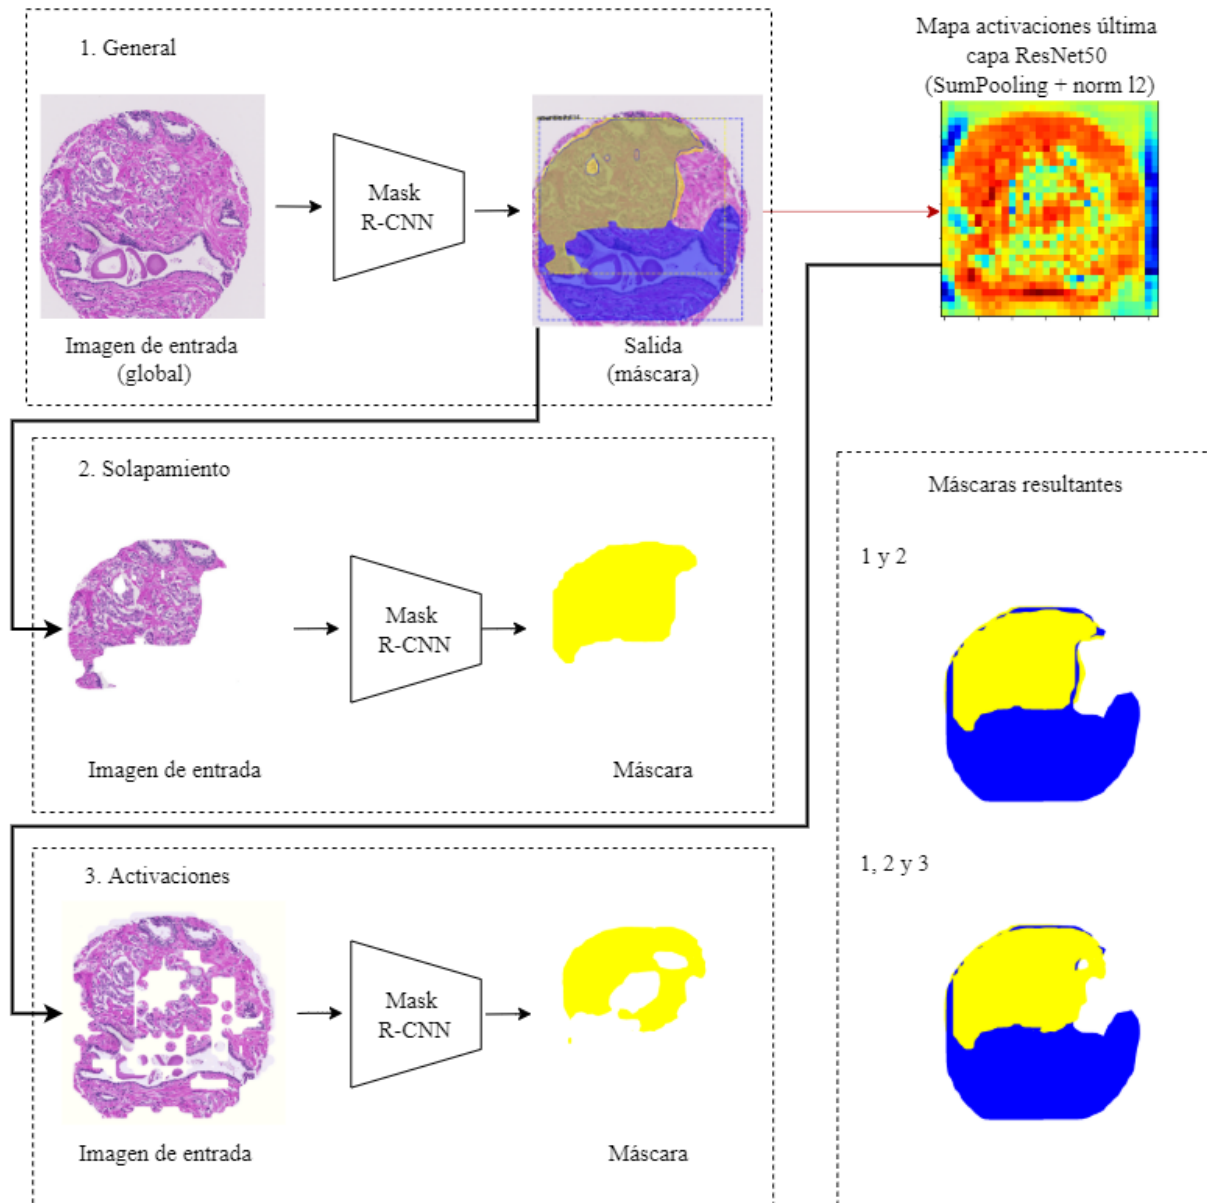 1. General
Mask
R-CNN
Imagen de entrada
(global)
Salida
(máscara)
Mapa activaciones última
capa ResNet50
(SumPooling + norm l2)
2. Solapamiento
Mask
R-CNN
Imagen de entrada
Máscara
3. Activaciones
Mask
R-CNN
Imagen de entrada
Máscara
Máscaras resultantes
1 y 2
1, 2 y 3